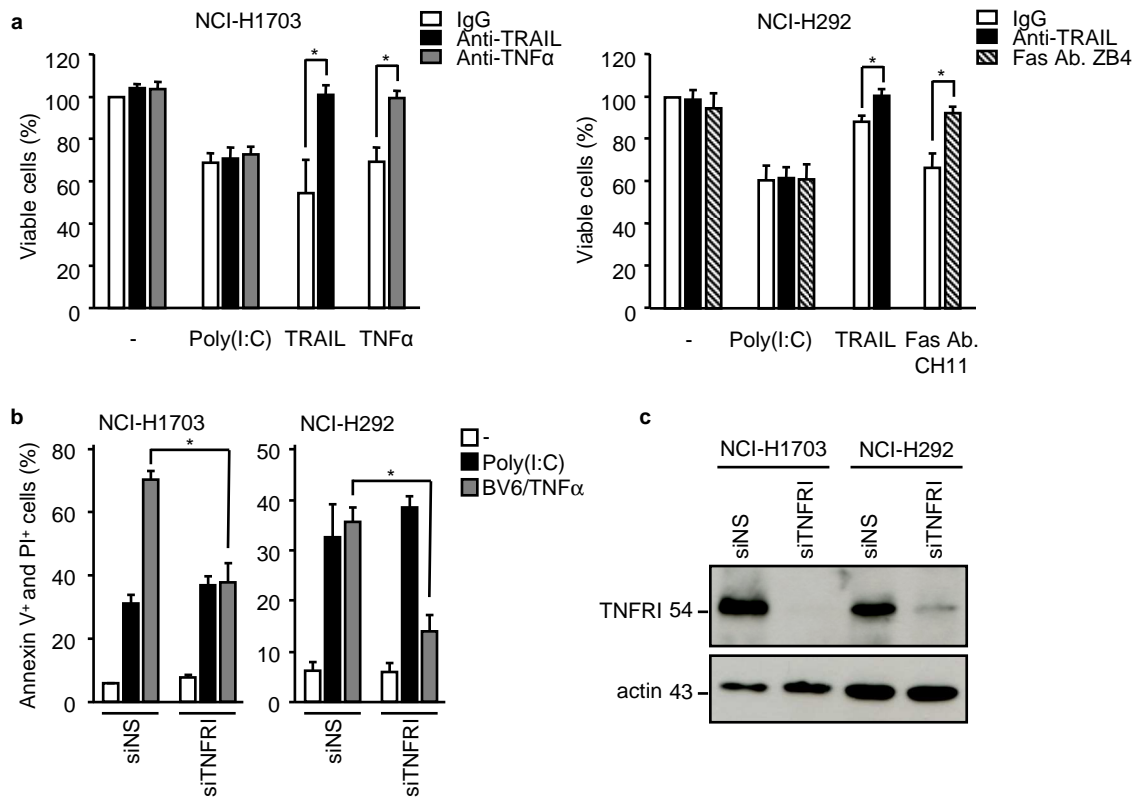 a
NCI-H1703
IgG
Anti-TRAIL
Anti-TNFα
Viable cells (%)
120
100
80
60
40
20
0
*
*
-
Poly(I:C)
TRAIL
TNFα
NCI-H292
IgG
Anti-TRAIL
Fas Ab. ZB4
Viable cells (%)
120
100
80
60
40
20
0
*
*
-
Poly(I:C)
TRAIL
Fas Ab.
CH11
b
NCI-H1703
Annexin V⁺ and PI⁺ cells (%)
80
60
40
20
0
*
siNS
siTNFRI
NCI-H292
50
40
30
20
10
0
*
siNS
siTNFRI
-
Poly(I:C)
BV6/TNFα
c
NCI-H1703
NCI-H292
siNS
siTNFRI
siNS
siTNFRI
TNFRI 54
actin 43